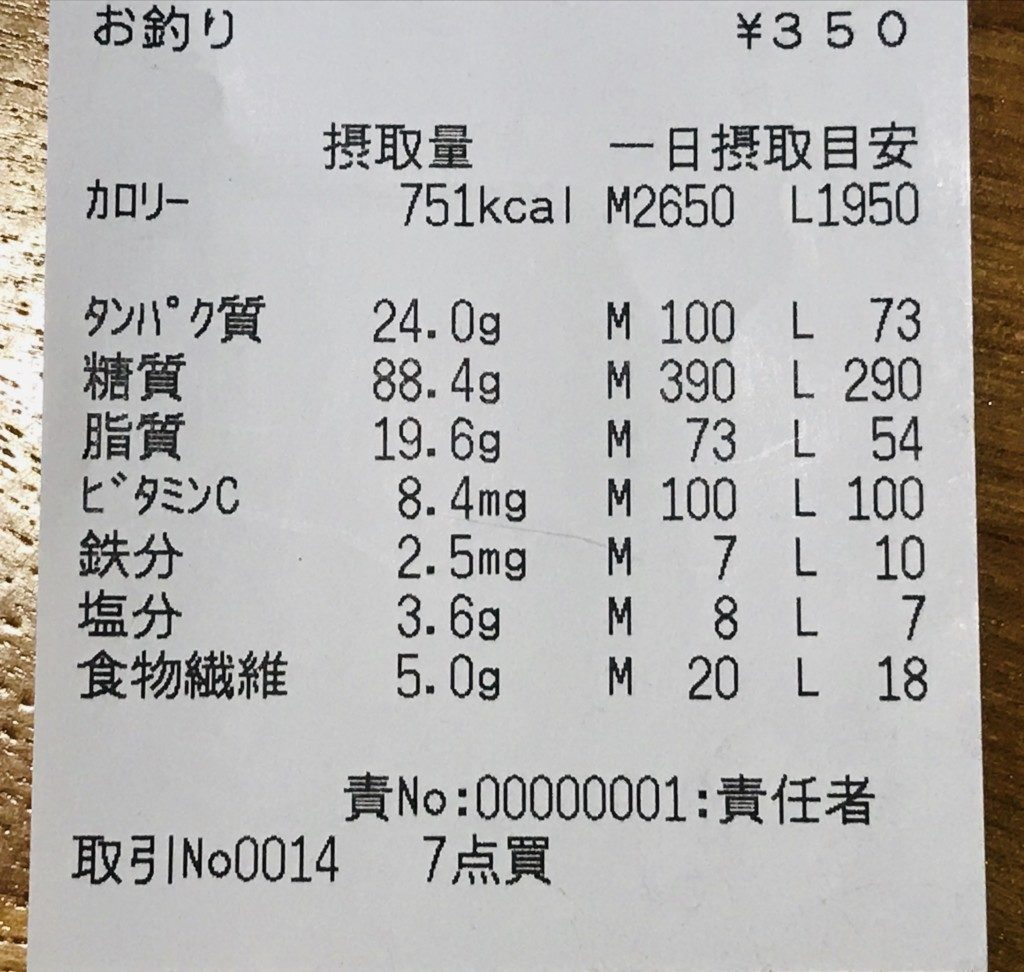 お釣り ¥350
摂取量 一日摂取目安
ｶﾛﾘｰ 751kcal M2650 L1950
ﾀﾝﾊﾟｸ質 24.0g M 100 L 73
糖質 88.4g M 390 L 290
脂質 19.6g M 73 L 54
ﾋﾞﾀﾐﾝC 8.4mg M 100 L 100
鉄分 2.5mg M 7 L 10
塩分 3.6g M 8 L 7
食物繊維 5.0g M 20 L 18
責No:00000001:責任者
取引No0014 7点買